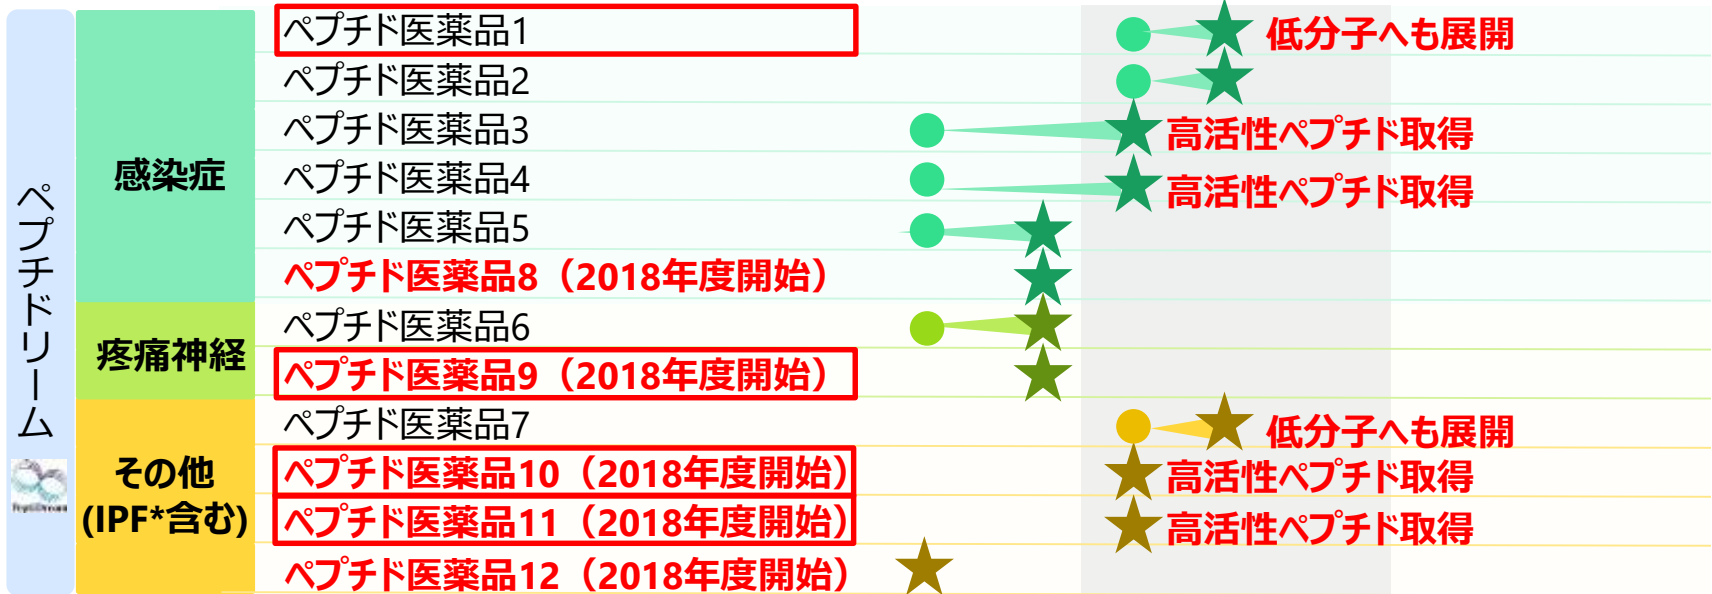 ペプチドリーム
感染症
ペプチド医薬品1
低分子へも展開
ペプチド医薬品2
ペプチド医薬品3
高活性ペプチド取得
ペプチド医薬品4
高活性ペプチド取得
ペプチド医薬品5
ペプチド医薬品8（2018年度開始）
疼痛神経
ペプチド医薬品6
ペプチド医薬品9（2018年度開始）
その他
(IPF*含む)
ペプチド医薬品7
低分子へも展開
ペプチド医薬品10（2018年度開始）
高活性ペプチド取得
ペプチド医薬品11（2018年度開始）
高活性ペプチド取得
ペプチド医薬品12（2018年度開始）